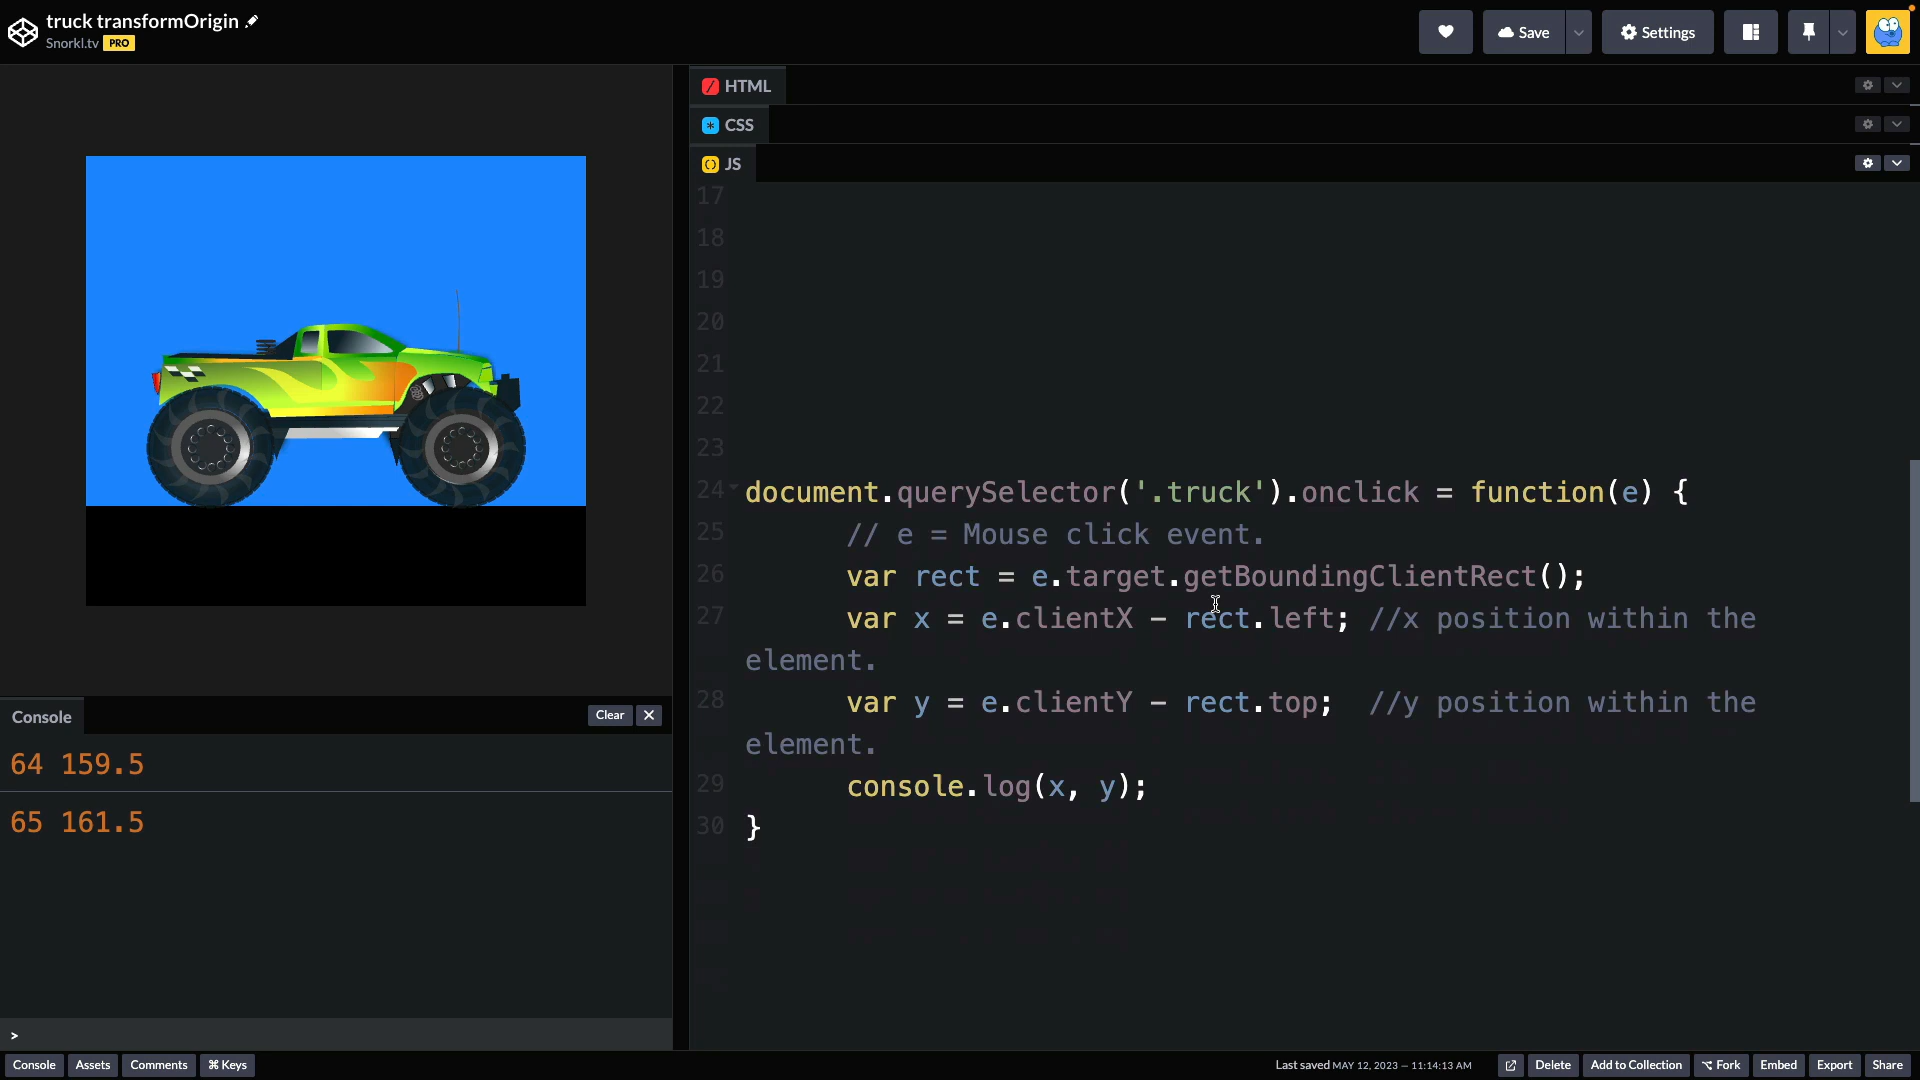 truck transformOrigin
Snorkl.tv PRO
Save
Settings
HTML
CSS
JS
17
18
19
20
21
22
23
24 document.querySelector('.truck').onclick = function(e) {
25 // e = Mouse click event.
26 var rect = e.target.getBoundingClientRect();
27 var x = e.clientX - rect.left; //x position within the
element.
28 var y = e.clientY - rect.top;  //y position within the
element.
29 console.log(x, y);
30 }
Console
Clear
64 159.5
65 161.5
>
Console Assets Comments ⌘ Keys
Last saved MAY 12, 2023 — 11:14:13 AM
Delete Add to Collection Fork Embed Export Share